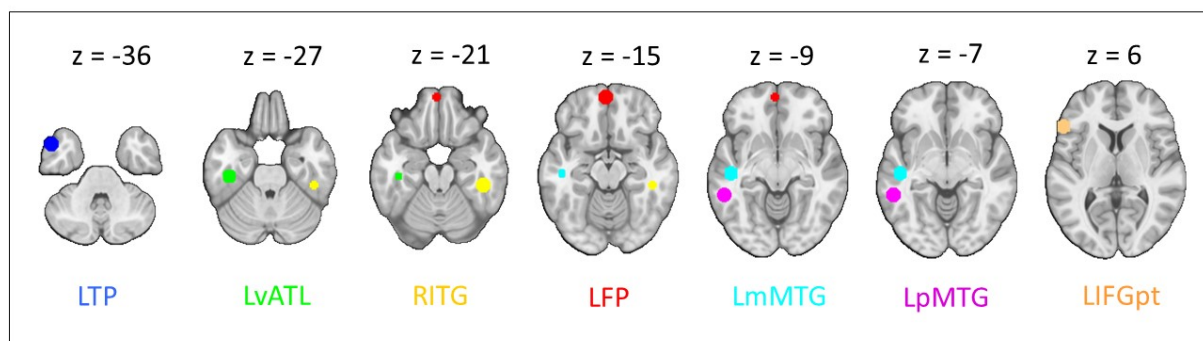 z = -36 z = -27 z = -21 z = -15 z = -9 z = -7 z = 6
LTP LvATL RITG LFP LmMTG LpMTG LIFGpt